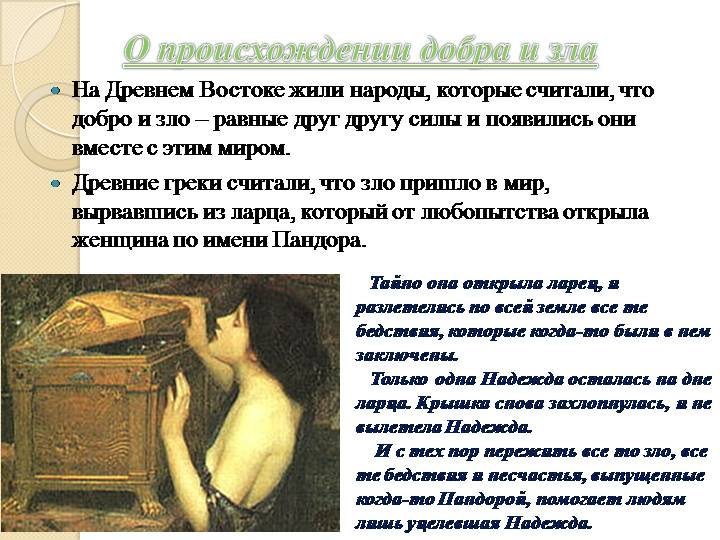 О происхождении добра и зла
На Древнем Востоке жили народы, которые считали, что
добро и зло – равные друг другу силы и появились они
вместе с этим миром.
Древние греки считали, что зло пришло в мир,
вырвавшись из ларца, который от любопытства открыла
женщина по имени Пандора.
Тайно она открыла ларец, и
разлетелись по всей земле все те
бедствия, которые когда-то были в нем
заключены.
Только одна Надежда осталась на дне
ларца. Крышка снова захлопнулась, и не
вылетела Надежда.
И с тех пор пережить все то зло, все
те бедствия и несчастья, выпущенные
когда-то Пандорой, помогает людям
лишь уцелевшая Надежда.